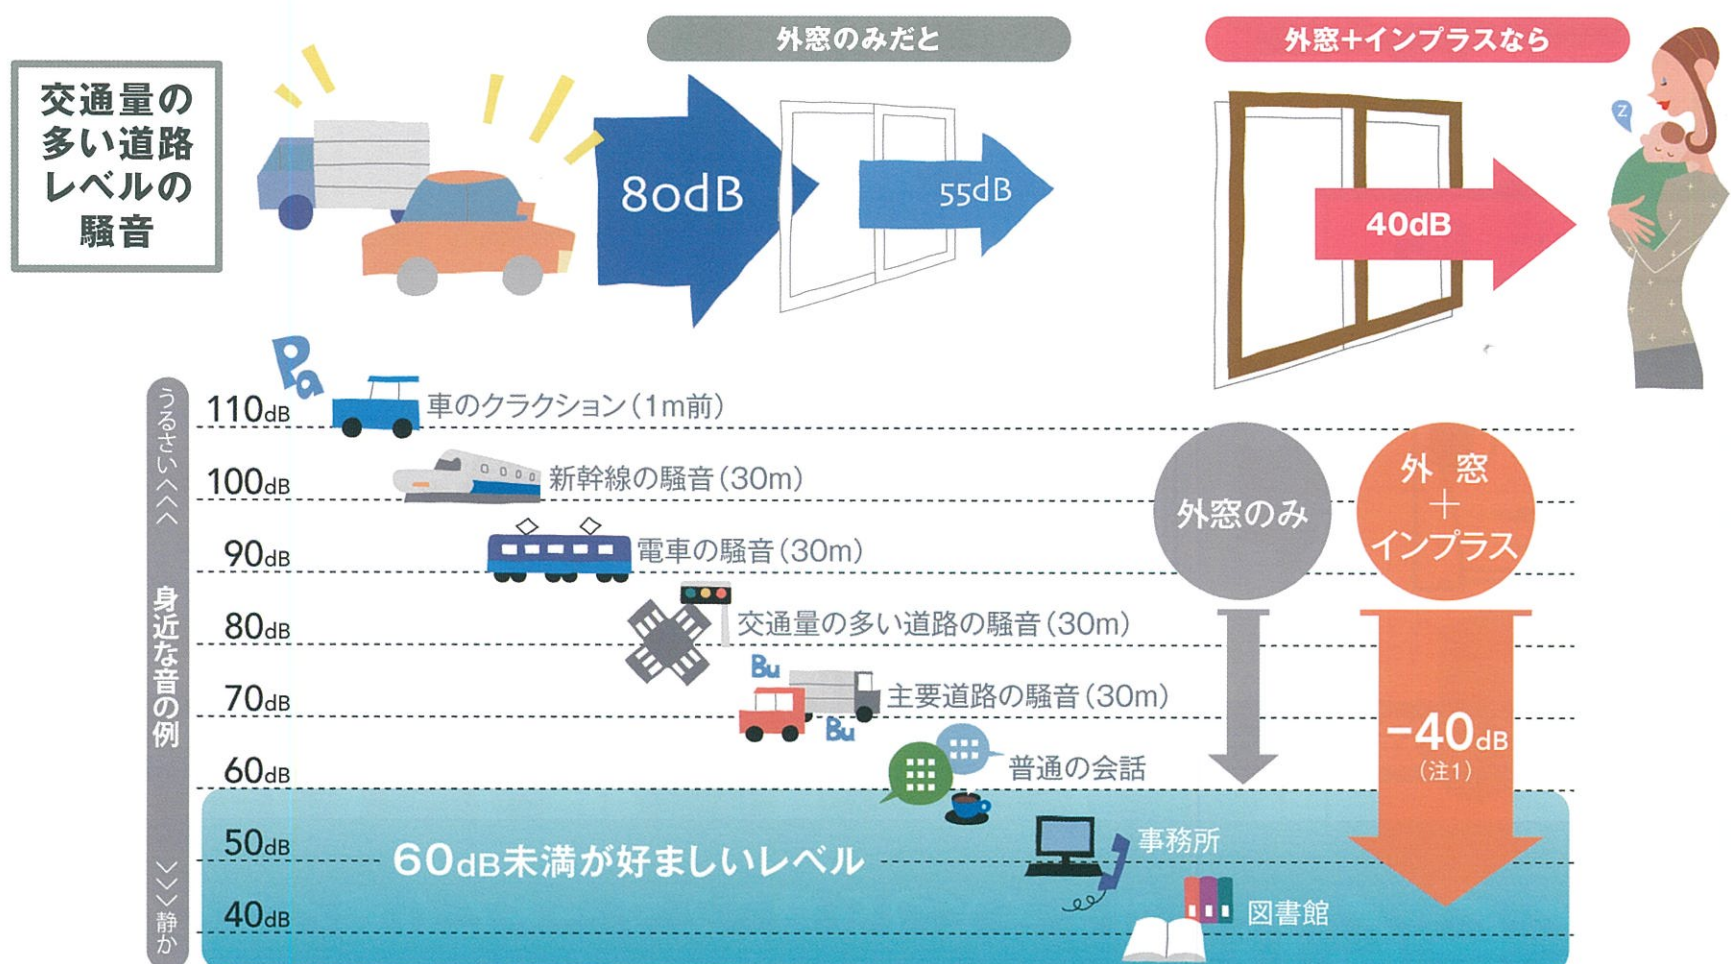 交通量の
多い道路
レベルの
騒音
外窓のみだと
外窓+インプラスなら
80dB
55dB
40dB
z
Pa
うるさい
身近な音の例
静か
110dB 車のクラクション(1m前)
100dB 新幹線の騒音(30m)
90dB 電車の騒音(30m)
80dB 交通量の多い道路の騒音(30m)
70dB 主要道路の騒音(30m)
Bu
Bu
60dB 普通の会話
50dB 事務所
40dB 図書館
60dB未満が好ましいレベル
外窓のみ
外窓
+
インプラス
-40dB
(注1)